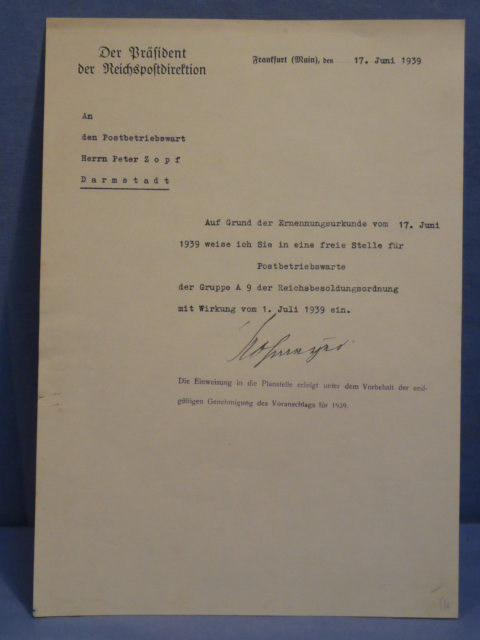 Der Präsident
der Reichspostdirektion
Frankfurt (Main), den 17. Juni 1939
An
den Postbetriebswart
Herrn Peter Z o p f
D a r m s t a d t
Auf Grund der Ernennungsurkunde vom 17. Juni
1939 weise ich Sie in eine freie Stelle für
Postbetriebswarte
der Gruppe A 9 der Reichsbesoldungsordnung
mit Wirkung vom 1. Juli 1939 ein.
Die Einweisung in die Planstelle erfolgt unter dem Vorbehalt der end-
gültigen Genehmigung des Voranschlags für 1939.